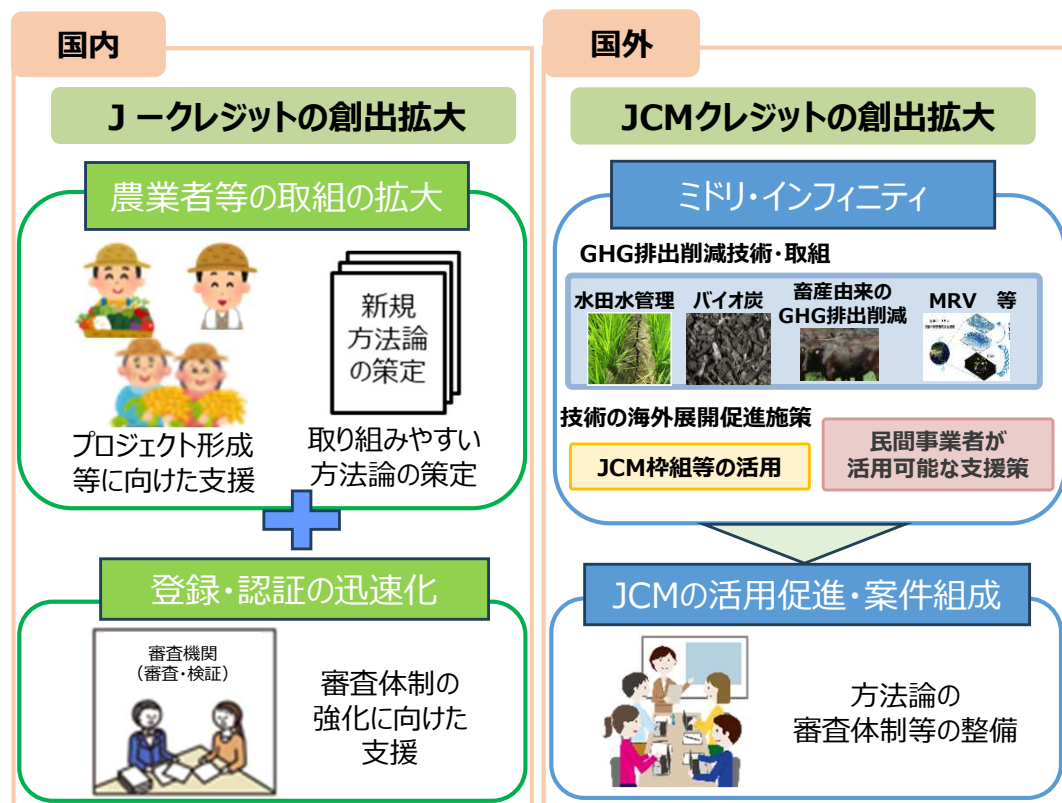 国内
J－クレジットの創出拡大
農業者等の取組の拡大
新規
方法論
の策定
プロジェクト形成
等に向けた支援
取り組みやすい
方法論の策定
登録・認証の迅速化
審査機関
（審査・検証）
審査体制の
強化に向けた
支援
国外
JCMクレジットの創出拡大
ミドリ・インフィニティ
GHG排出削減技術・取組
水田水管理
バイオ炭
畜産由来の
GHG排出削減
MRV 等
技術の海外展開促進施策
JCM枠組等の活用
民間事業者が
活用可能な支援策
JCMの活用促進・案件組成
方法論の
審査体制等の整備